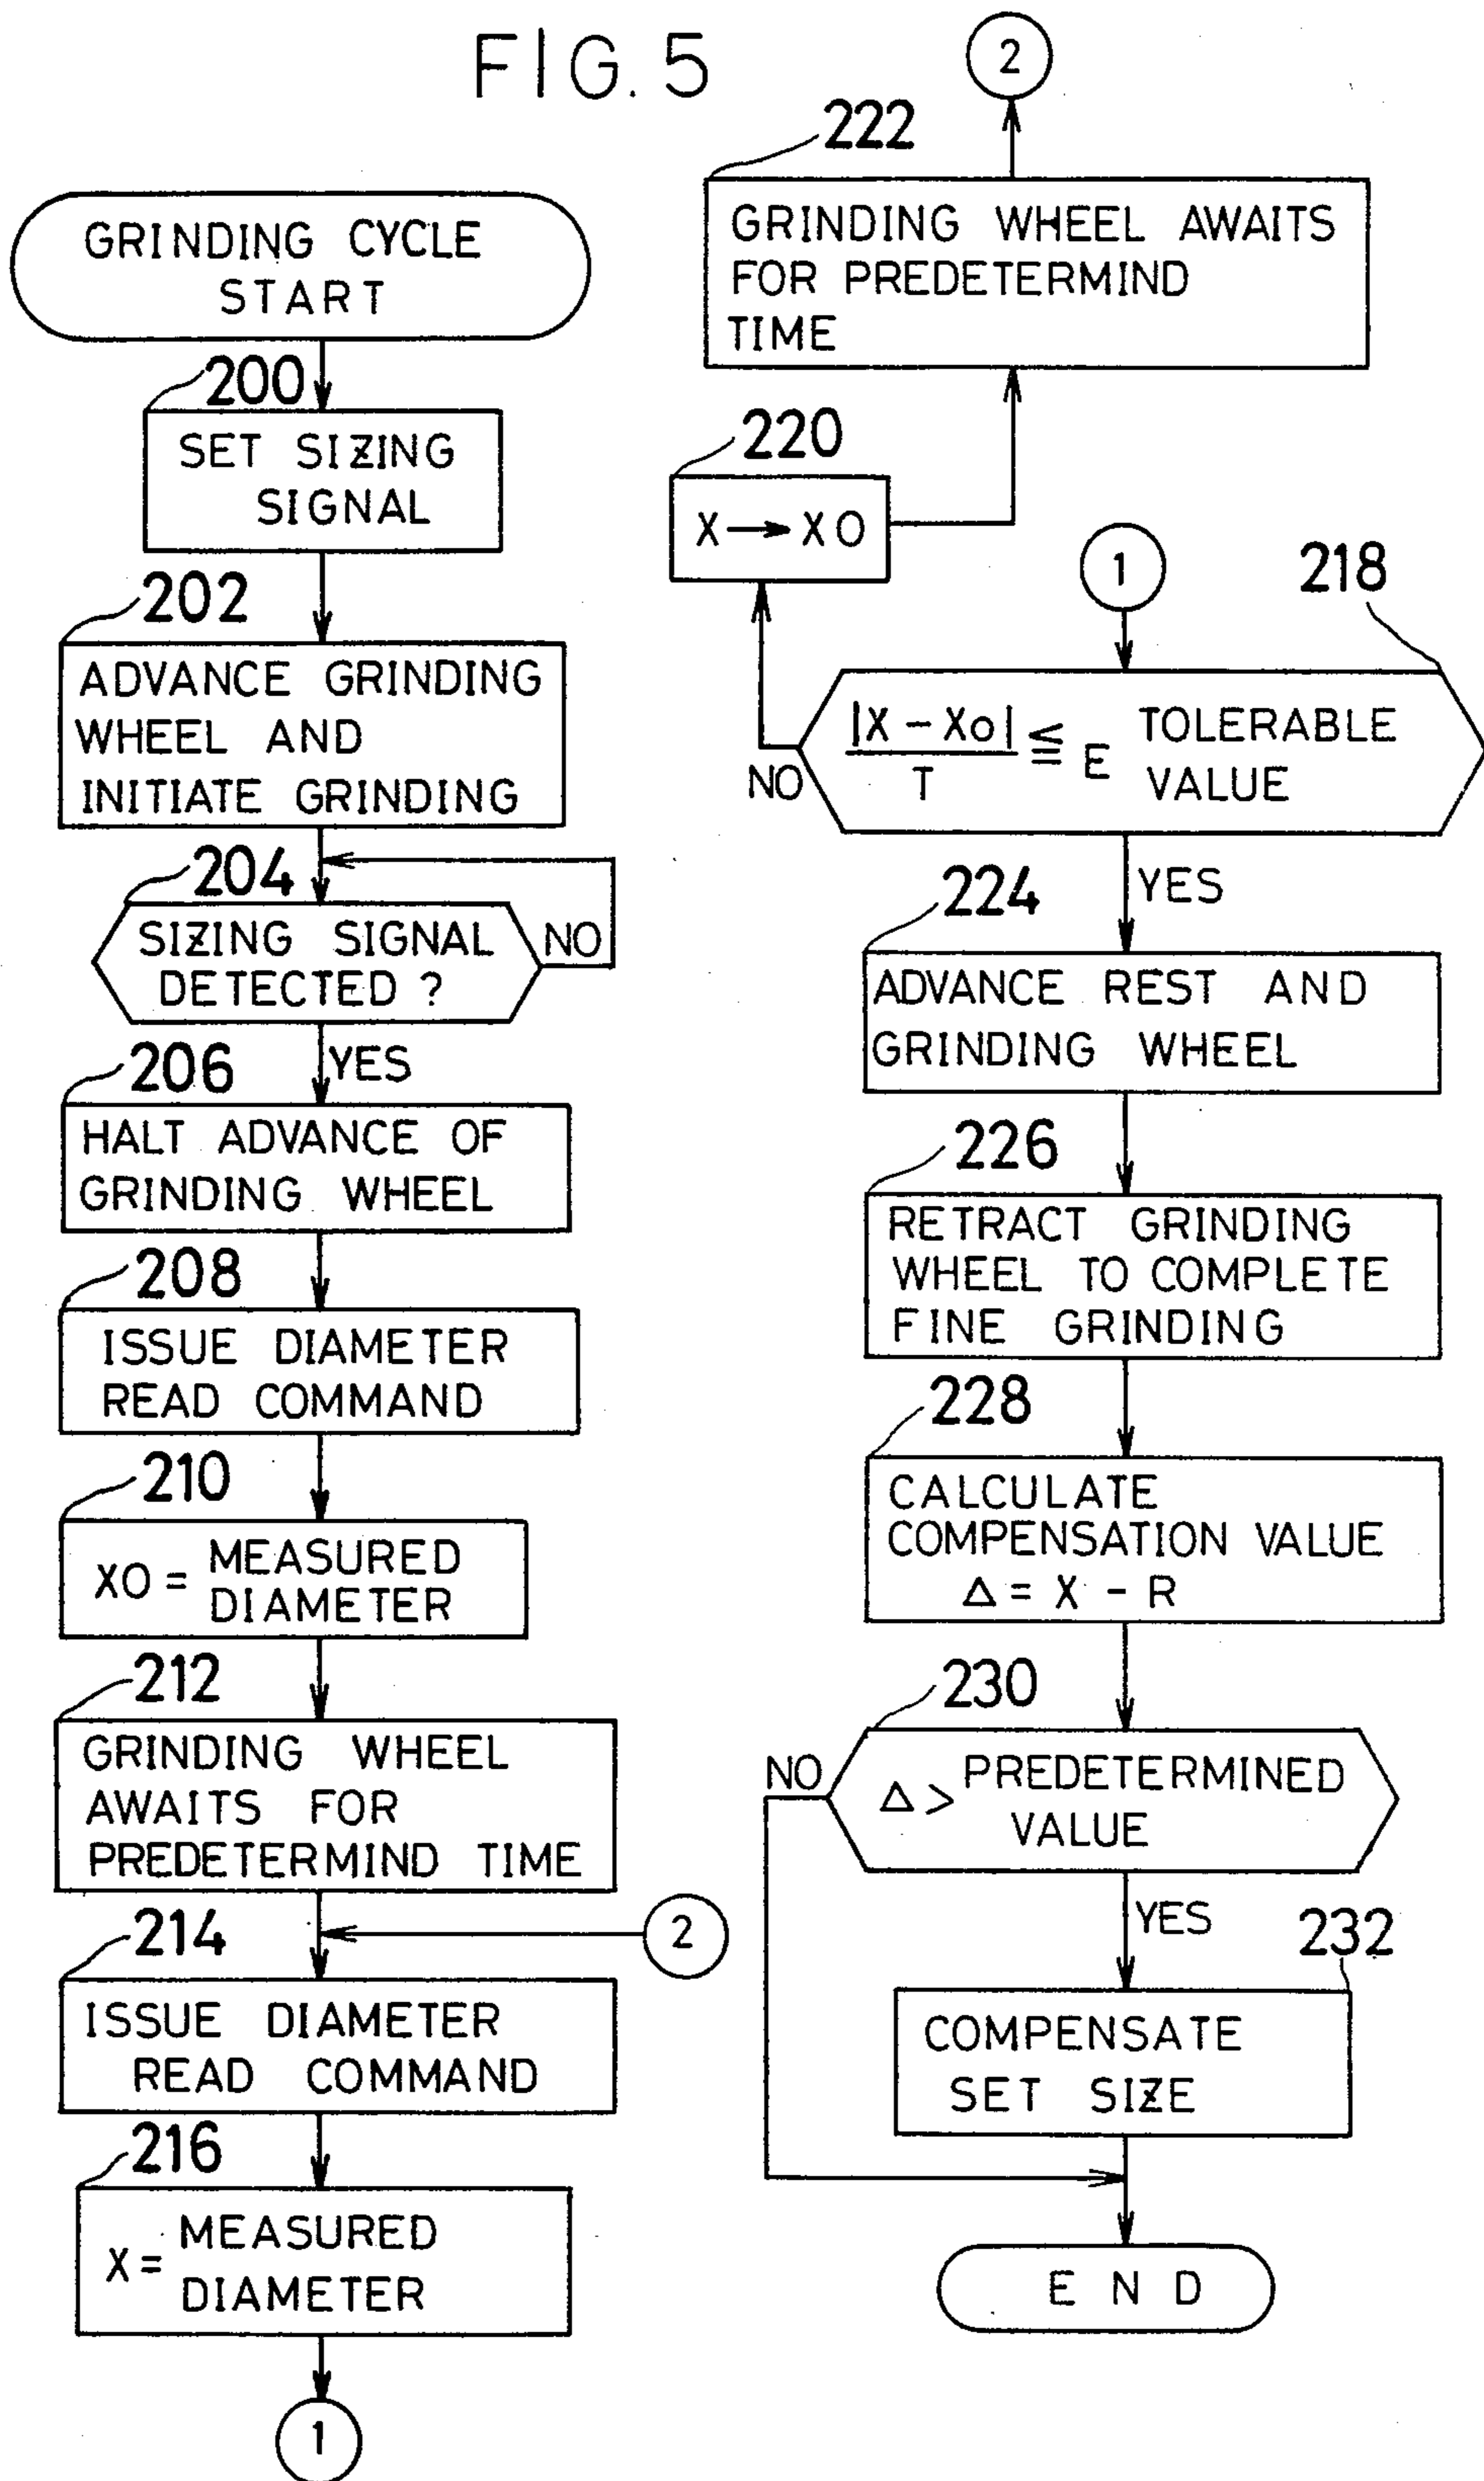 FIG. 5
GRINDING CYCLE
START
200
SET SIZING
SIGNAL
202
ADVANCE GRINDING
WHEEL AND
INITIATE GRINDING
204
SIZING SIGNAL
DETECTED ?
NO
YES
206
HALT ADVANCE OF
GRINDING WHEEL
208
ISSUE DIAMETER
READ COMMAND
210
XO = MEASURED
DIAMETER
212
GRINDING WHEEL
AWAITS FOR
PREDETERMIND TIME
2
214
ISSUE DIAMETER
READ COMMAND
216
X = MEASURED
DIAMETER
1
2
222
GRINDING WHEEL AWAITS
FOR PREDETERMIND
TIME
220
X → XO
1
218
|X - Xo| / T ≦ E TOLERABLE
VALUE
NO
YES
224
ADVANCE REST AND
GRINDING WHEEL
226
RETRACT GRINDING
WHEEL TO COMPLETE
FINE GRINDING
228
CALCULATE
COMPENSATION VALUE
Δ = X - R
230
NO
Δ > PREDETERMINED
VALUE
YES
232
COMPENSATE
SET SIZE
END